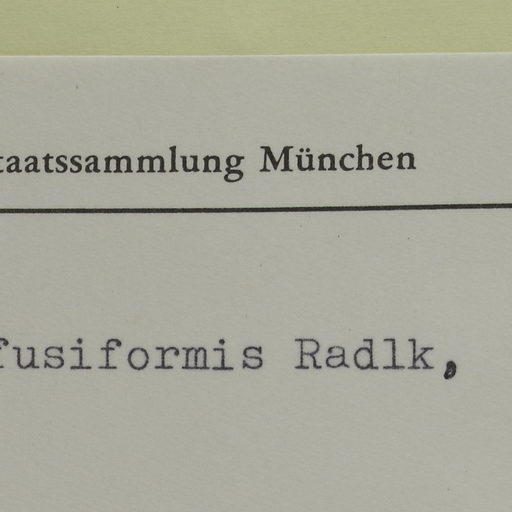 taatssammlung München
fusiformis Radlk,